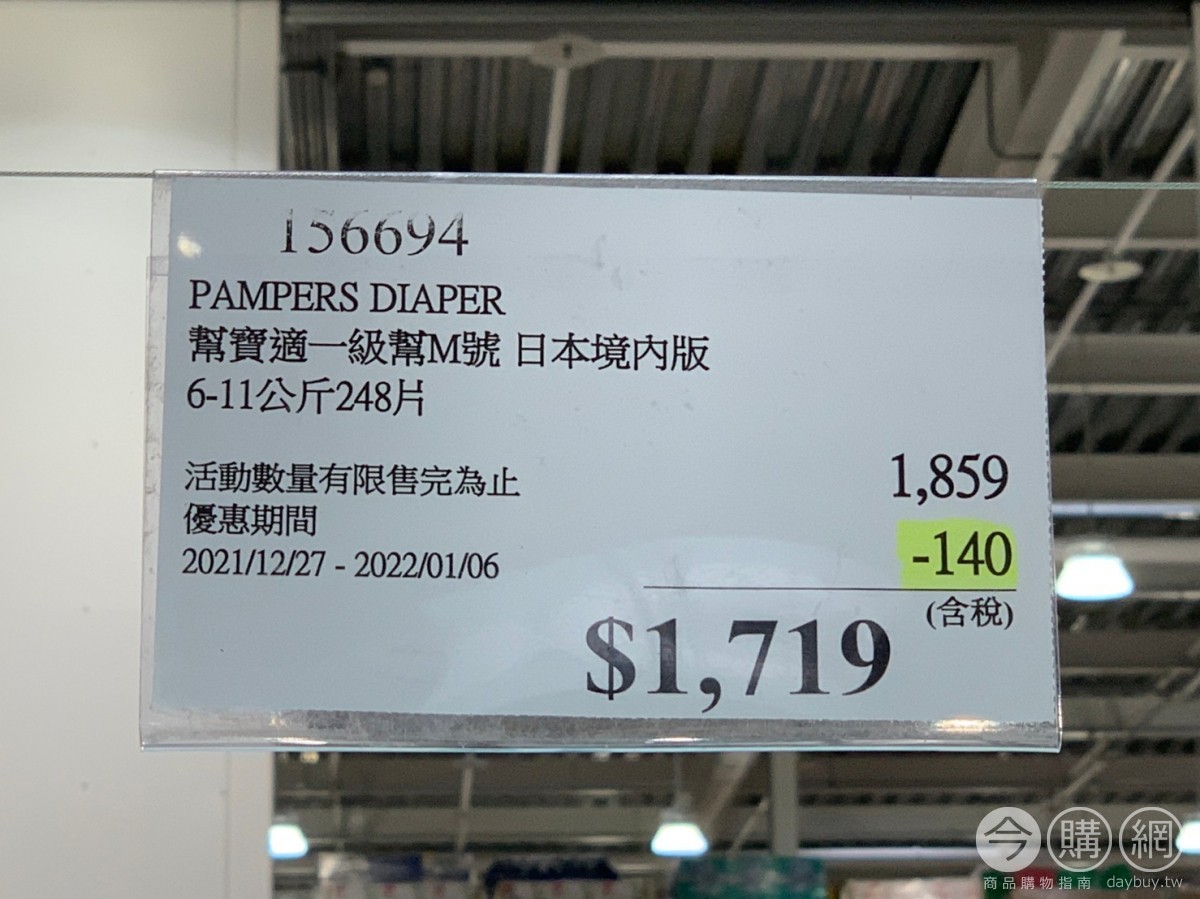 156694
PAMPERS DIAPER
幫寶適一級幫M號 日本境內版
6-11公斤248片
活動數量有限售完為止
優惠期間
2021/12/27 - 2022/01/06
1,859
-140
(含稅)
$1,719
今購網
商品購物指南 daybuy.tw